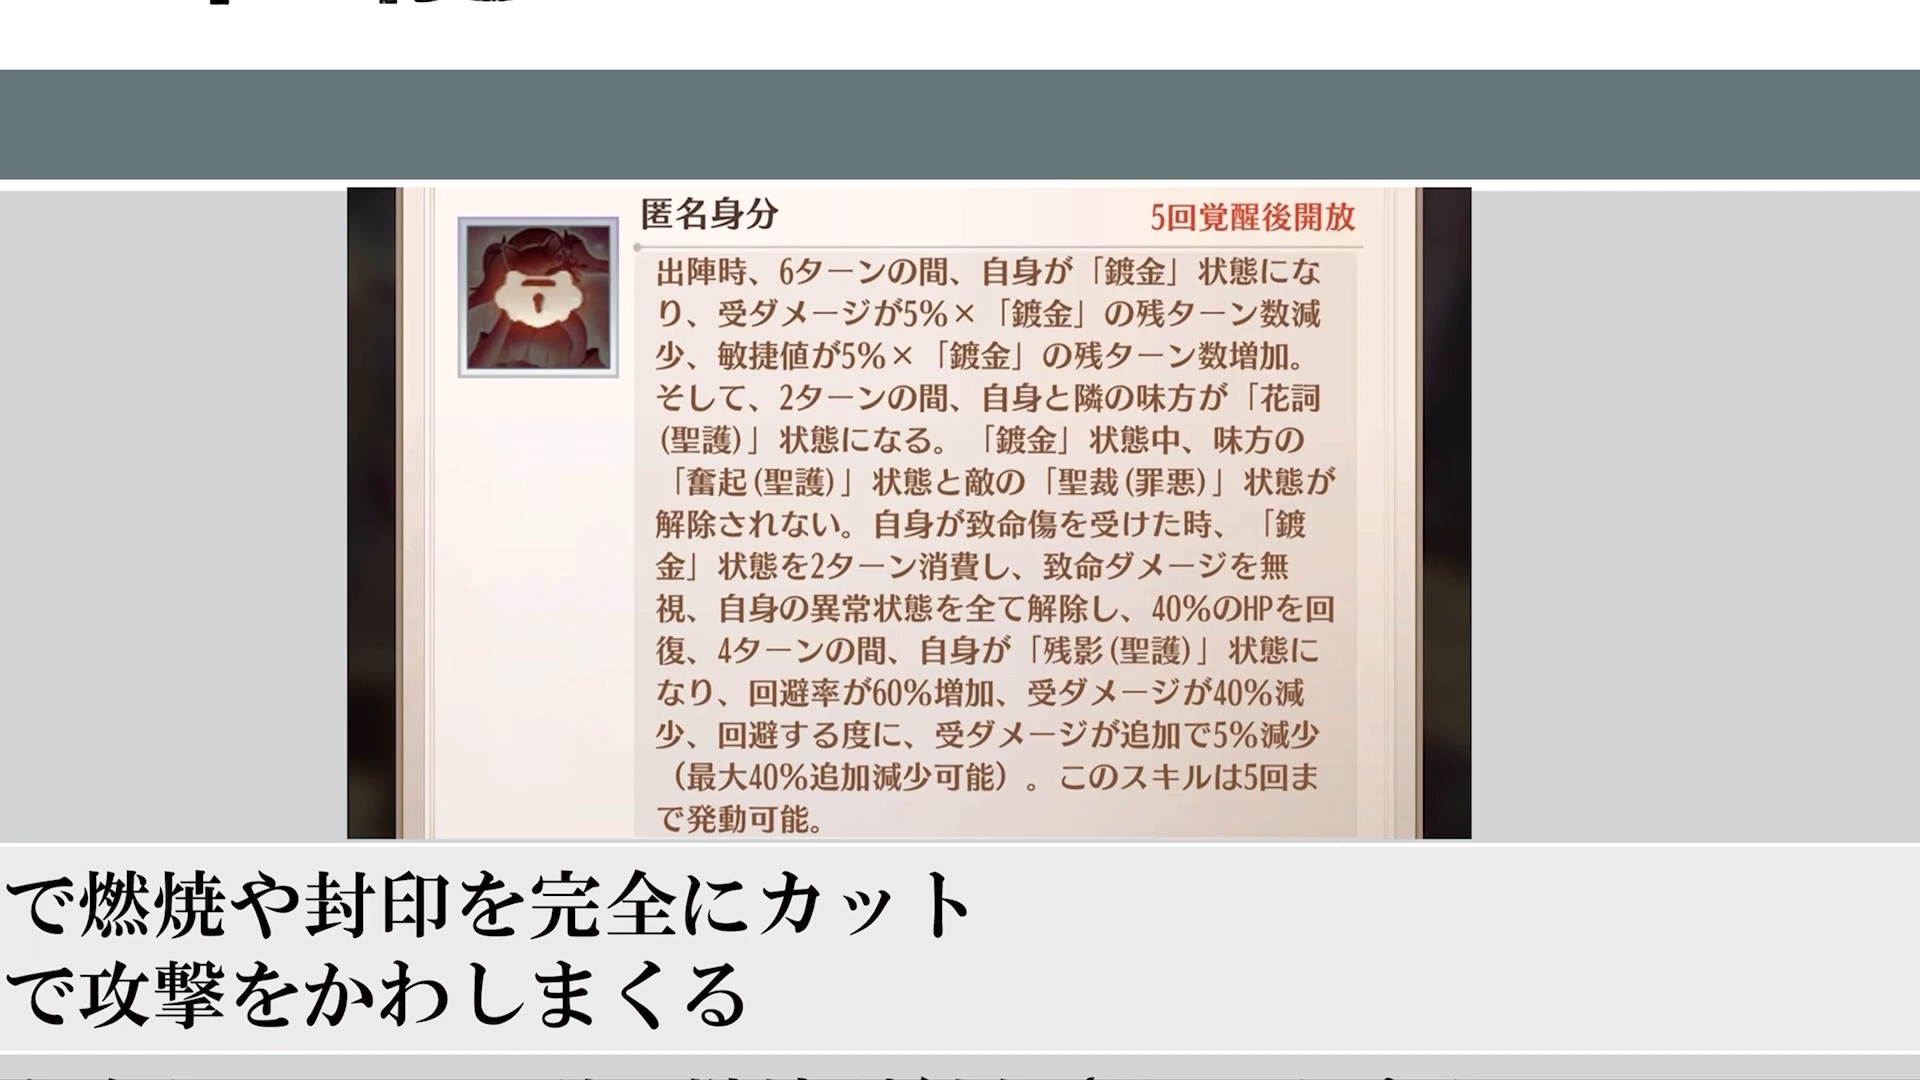 匿名身分
5回覚醒後開放
出陣時、6ターンの間、自身が「鍍金」状態にな
り、受ダメージが5%×「鍍金」の残ターン数減
少、敏捷値が5%×「鍍金」の残ターン数増加。
そして、2ターンの間、自身と隣の味方が「花詞
(聖護)」状態になる。「鍍金」状態中、味方の
「奮起(聖護)」状態と敵の「聖裁(罪悪)」状態が
解除されない。自身が致命傷を受けた時、「鍍
金」状態を2ターン消費し、致命ダメージを無
視、自身の異常状態を全て解除し、40%のHPを回
復、4ターンの間、自身が「残影(聖護)」状態に
なり、回避率が60%増加、受ダメージが40%減
少、回避する度に、受ダメージが追加で5%減少
（最大40%追加減少可能）。このスキルは5回ま
で発動可能。
で燃焼や封印を完全にカット
で攻撃をかわしまくる